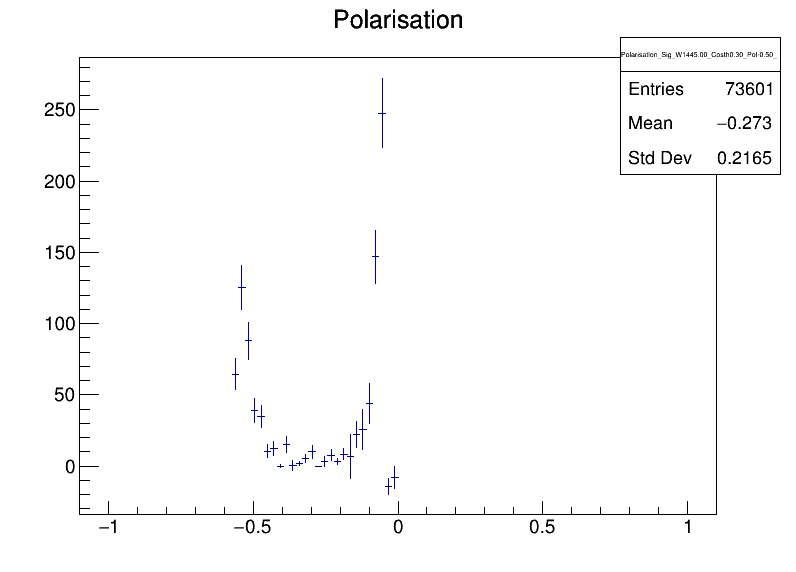 Polarisation
Polarisation_Sig_W1445.00_Costh0.30_Pol-0.50_
Entries 73601
Mean −0.273
Std Dev 0.2165
250
200
150
100
50
0
−1 −0.5 0 0.5 1